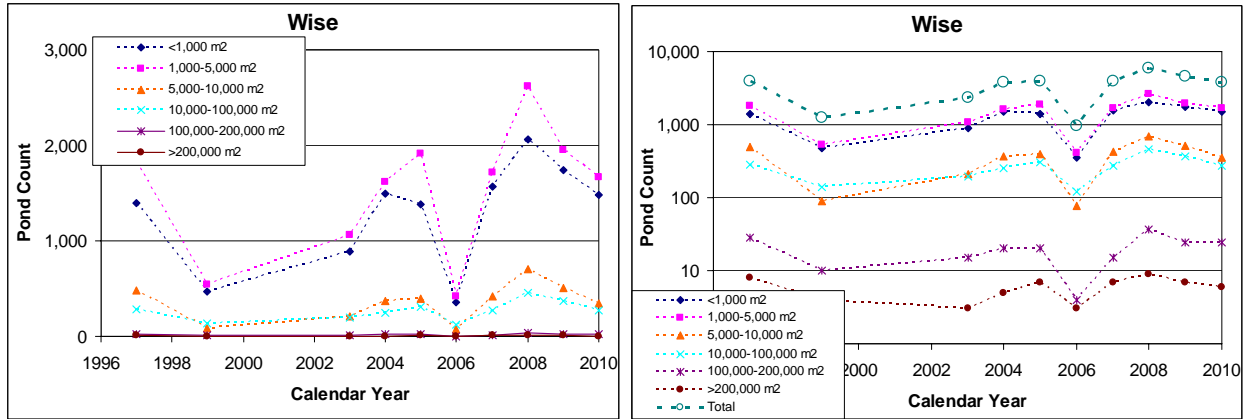 Wise
3,000
2,000
1,000
0
Pond Count
<1,000 m2
1,000-5,000 m2
5,000-10,000 m2
10,000-100,000 m2
100,000-200,000 m2
>200,000 m2
1996 1998 2000 2002 2004 2006 2008 2010
Calendar Year
Wise
10,000
1,000
100
10
Pond Count
<1,000 m2
1,000-5,000 m2
5,000-10,000 m2
10,000-100,000 m2
100,000-200,000 m2
>200,000 m2
Total
2000 2002 2004 2006 2008 2010
Calendar Year